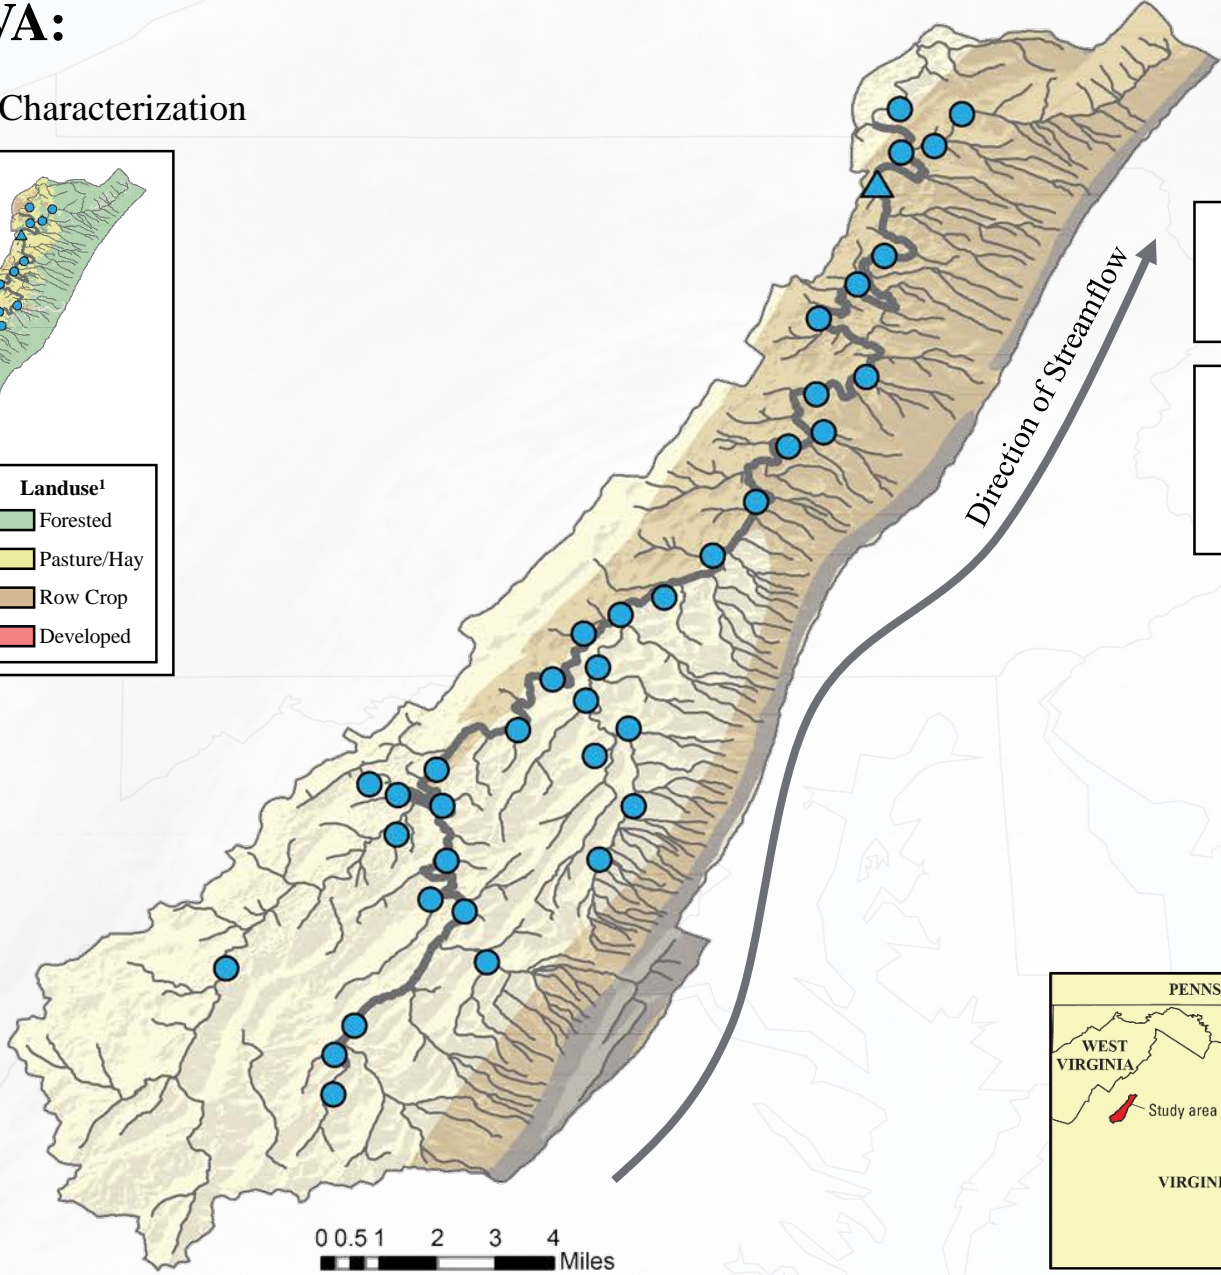 VA:
Characterization
Landuse¹
Forested
Pasture/Hay
Row Crop
Developed
Direction of Streamflow
0 0.5 1 2 3 4
Miles
PENNS
WEST
VIRGINIA
Study area
VIRGINI